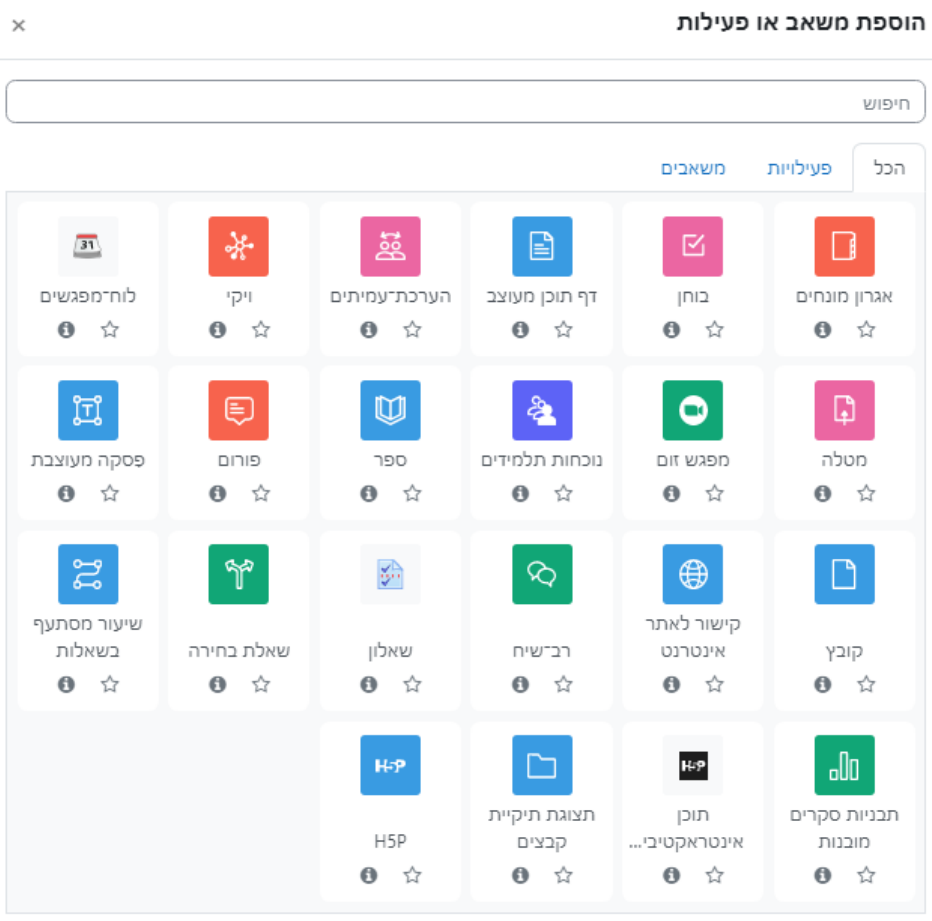 הוספת משאב או פעילות
×
חיפוש
הכל
פעילויות
משאבים
אגרון מונחים
בוחן
דף תוכן מעוצב
הערכת־עמיתים
ויקי
31
לוח־מפגשים
מטלה
מפגש זום
נוכחות תלמידים
ספר
פורום
T
פסקה מעוצבת
קובץ
קישור לאתר
אינטרנט
רב־שיח
שאלון
שאלת בחירה
שיעור מסתעף
בשאלות
תבניות סקרים
מובנות
H5P
תוכן
אינטראקטיבי...
תצוגת תיקיית
קבצים
H5P
H5P